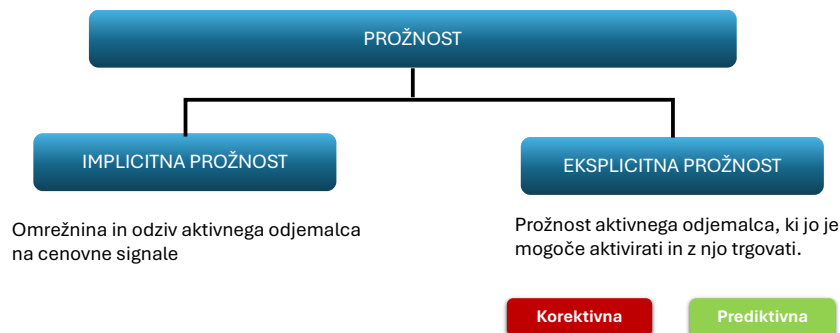 PROŽNOST
IMPLICITNA PROŽNOST
EKSPLICITNA PROŽNOST
Omrežnina in odziv aktivnega odjemalca
na cenovne signale
Prožnost aktivnega odjemalca, ki jo je
mogoče aktivirati in z njo trgovati.
Korektivna
Prediktivna